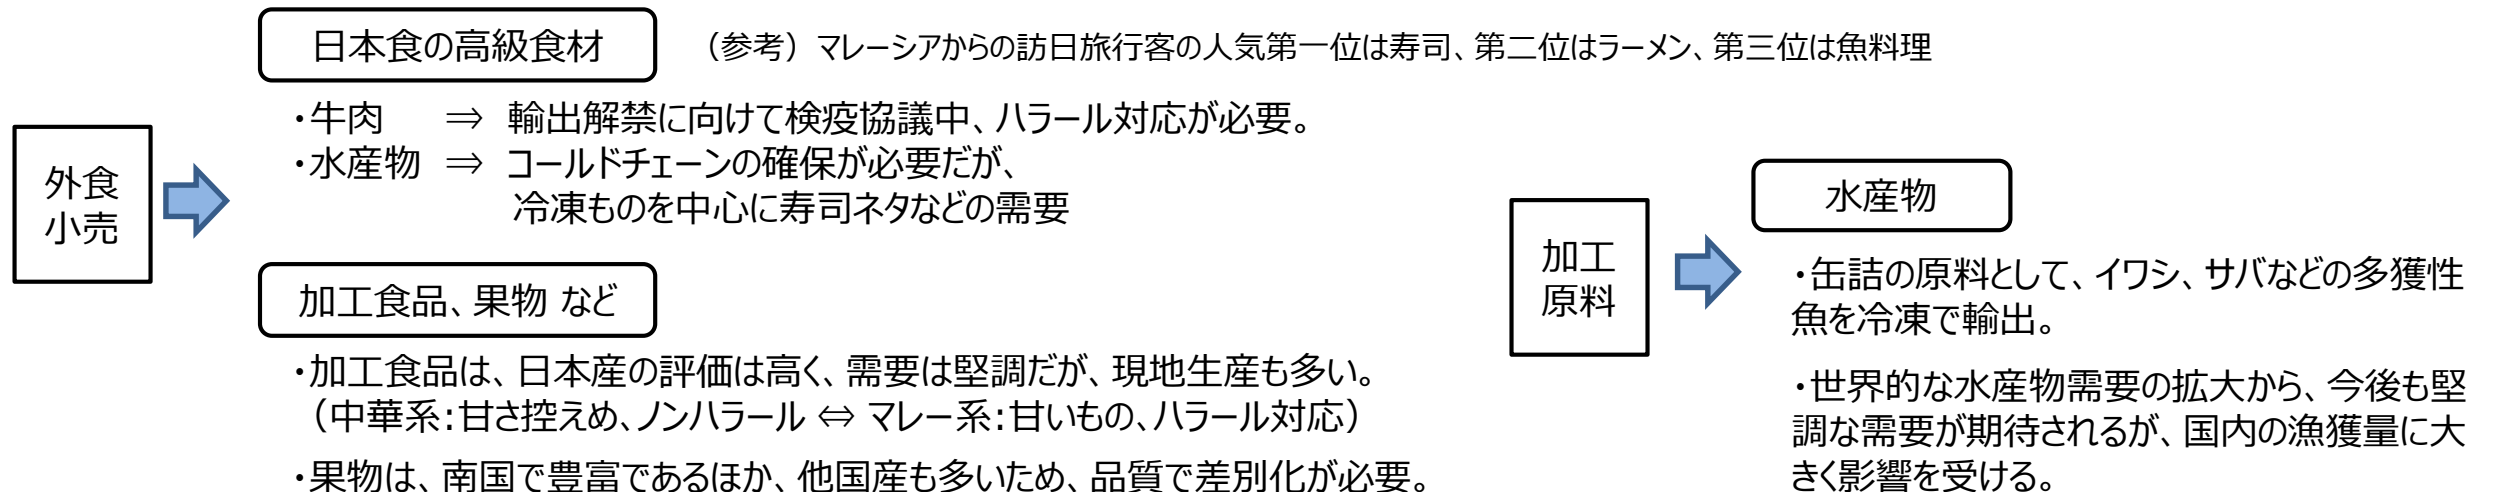 外食
小売
日本食の高級食材
（参考）マレーシアからの訪日旅行客の人気第一位は寿司、第二位はラーメン、第三位は魚料理
・牛肉 ⇒ 輸出解禁に向けて検疫協議中、ハラール対応が必要。
・水産物 ⇒ コールドチェーンの確保が必要だが、
冷凍ものを中心に寿司ネタなどの需要
加工食品、果物 など
・加工食品は、日本産の評価は高く、需要は堅調だが、現地生産も多い。
（中華系：甘さ控えめ、ノンハラール ⇔ マレー系：甘いもの、ハラール対応）
・果物は、南国で豊富であるほか、他国産も多いため、品質で差別化が必要。
加工
原料
水産物
・缶詰の原料として、イワシ、サバなどの多獲性
魚を冷凍で輸出。
・世界的な水産物需要の拡大から、今後も堅
調な需要が期待されるが、国内の漁獲量に大
きく影響を受ける。